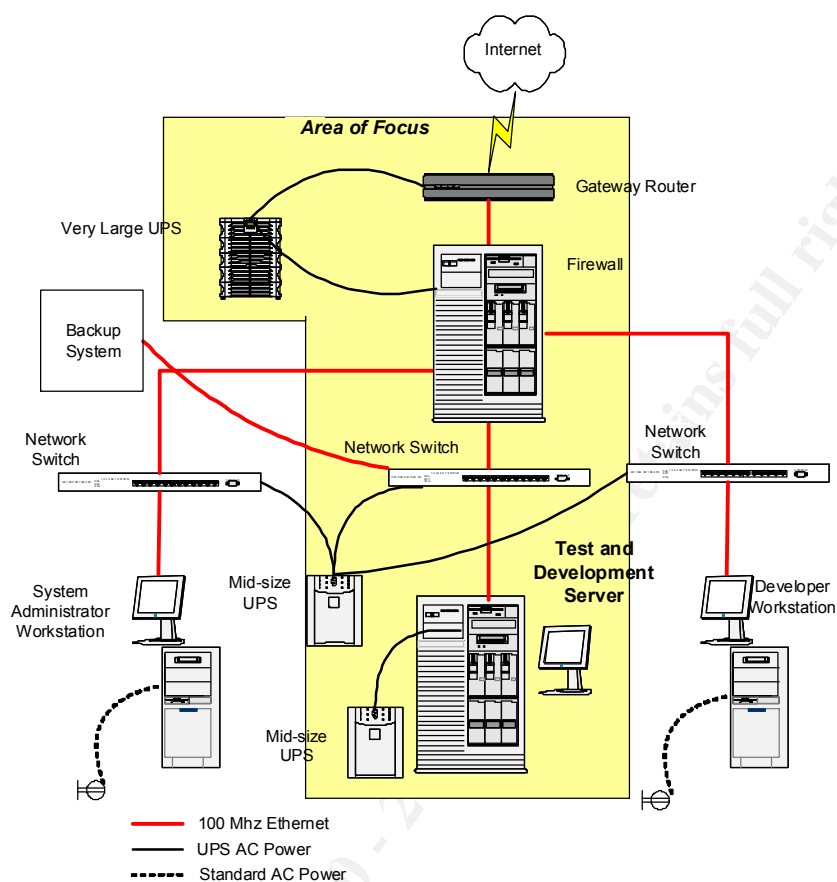 Internet
Area of Focus
Gateway Router
Very Large UPS
Firewall
Backup
System
Network
Switch
Network Switch
Network
Switch
Test and
Development
Server
System
Administrator
Workstation
Mid-size
UPS
Developer
Workstation
Mid-size
UPS
100 Mhz Ethernet
UPS AC Power
Standard AC Power